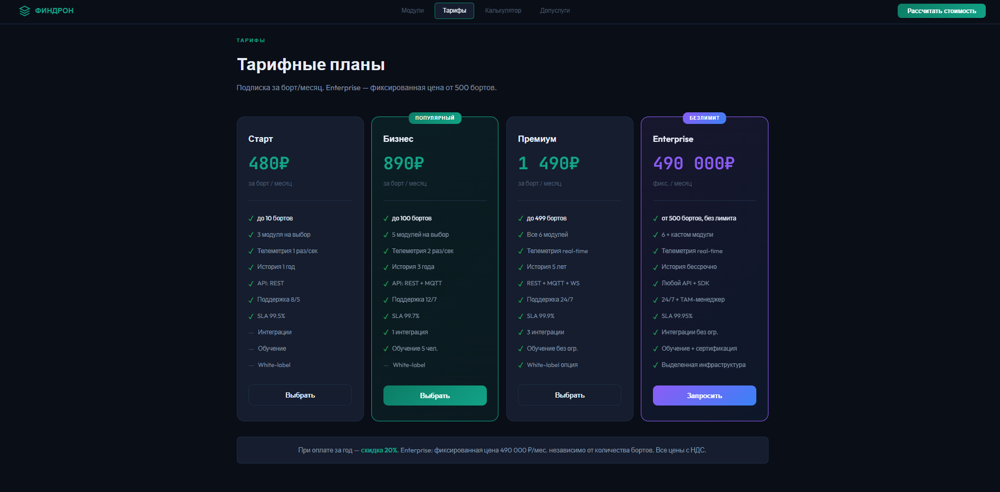 ФИНДРОН
Модули
Тарифы
Калькулятор
Допуслуги
Рассчитать стоимость
ТАРИФЫ
Тарифные планы
Подписка за борт/месяц. Enterprise — фиксированная цена от 500 бортов.
Старт
480₽
за борт / месяц
✓ до 10 бортов
✓ 3 модуля на выбор
✓ Телеметрия 1 раз/сек
✓ История 1 год
✓ API: REST
✓ Поддержка 8/5
✓ SLA 99.5%
— Интеграции
— Обучение
— White-label
Выбрать
ПОПУЛЯРНЫЙ
Бизнес
890₽
за борт / месяц
✓ до 100 бортов
✓ 5 модулей на выбор
✓ Телеметрия 2 раз/сек
✓ История 3 года
✓ API: REST + MQTT
✓ Поддержка 12/7
✓ SLA 99.7%
✓ 1 интеграция
✓ Обучение 5 чел.
— White-label
Выбрать
Премиум
1 490₽
за борт / месяц
✓ до 499 бортов
✓ Все 6 модулей
✓ Телеметрия real-time
✓ История 5 лет
✓ REST + MQTT + WS
✓ Поддержка 24/7
✓ SLA 99.9%
✓ 3 интеграции
✓ Обучение без огр.
✓ White-label опция
Выбрать
БЕЗЛИМИТ
Enterprise
490 000₽
фикс. / месяц
✓ от 500 бортов, без лимита
✓ 6 + кастом модули
✓ Телеметрия real-time
✓ История бессрочно
✓ Любой API + SDK
✓ 24/7 + TAM-менеджер
✓ SLA 99.95%
✓ Интеграции без огр.
✓ Обучение + сертификация
✓ Выделенная инфраструктура
Запросить
При оплате за год — скидка 20%. Enterprise: фиксированная цена 490 000 ₽/мес. независимо от количества бортов. Все цены с НДС.